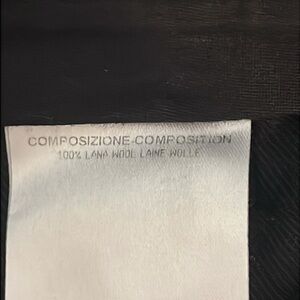 COMPOSIZIONE-COMPOSITION
100% LANA WOOL LAINE WOLLE